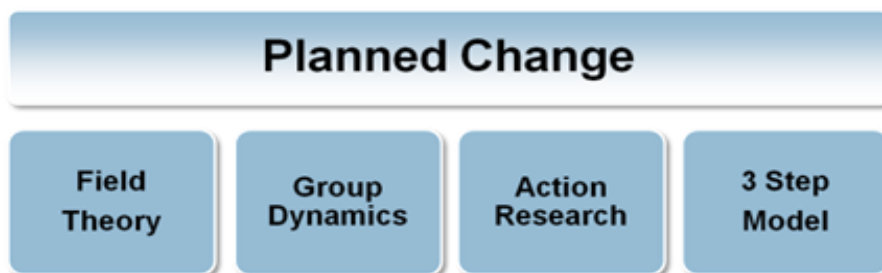 Planned Change
Field
Theory
Group
Dynamics
Action
Research
3 Step
Model